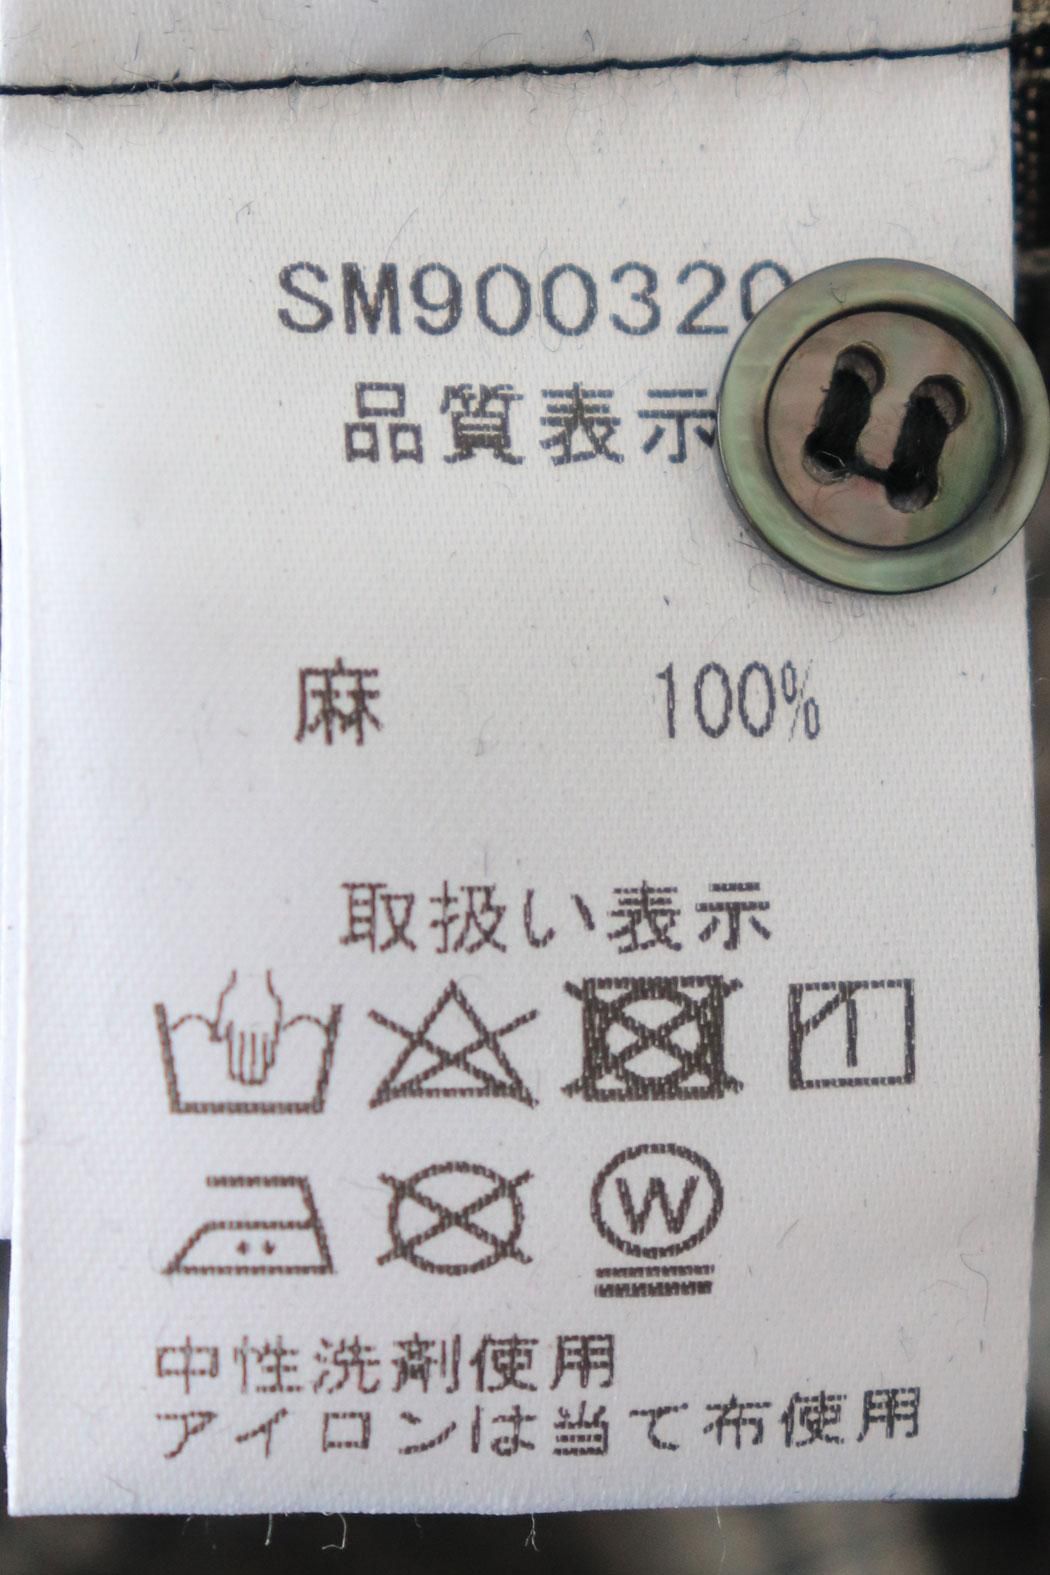 SM900320
品質表示
麻 100%
取扱い表示
W
中性洗剤使用
アイロンは当て布使用